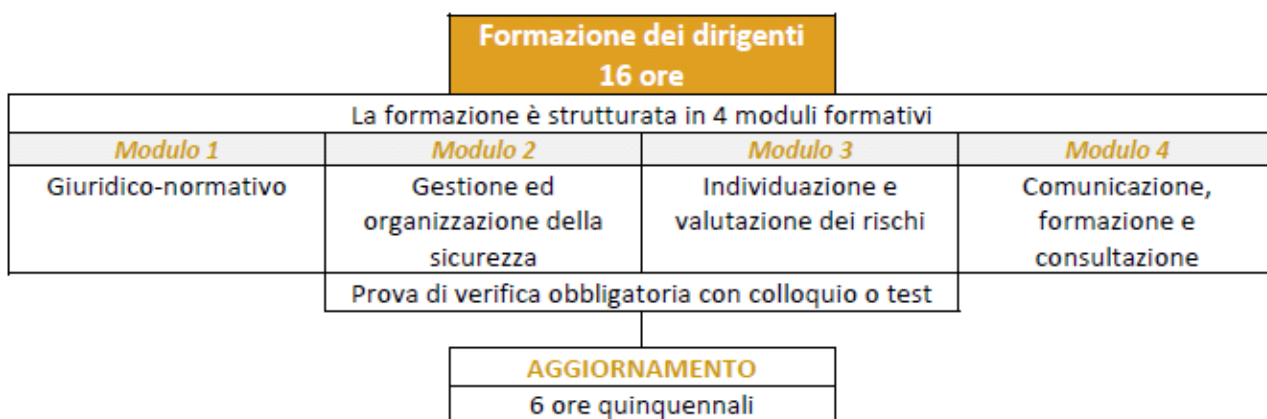 Formazione dei dirigenti
16 ore
La formazione è strutturata in 4 moduli formativi
Modulo 1
Modulo 2
Modulo 3
Modulo 4
Giuridico-normativo
Gestione ed
organizzazione della
sicurezza
Individuazione e
valutazione dei rischi
Comunicazione,
formazione e
consultazione
Prova di verifica obbligatoria con colloquio o test
AGGIORNAMENTO
6 ore quinquennali